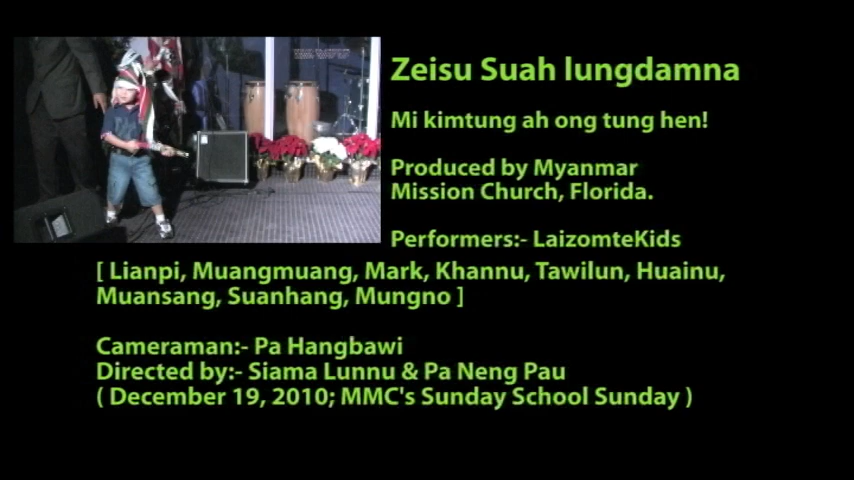 Zeisu Suah lungdamna
Mi kimtung ah ong tung hen!
Produced by Myanmar
Mission Church, Florida.
Performers:- LaizomteKids
[ Lianpi, Muangmuang, Mark, Khannu, Tawilun, Huainu,
Muansang, Suanhang, Mungno ]
Cameraman:- Pa Hangbawi
Directed by:- Siama Lunnu & Pa Neng Pau
( December 19, 2010; MMC's Sunday School Sunday )